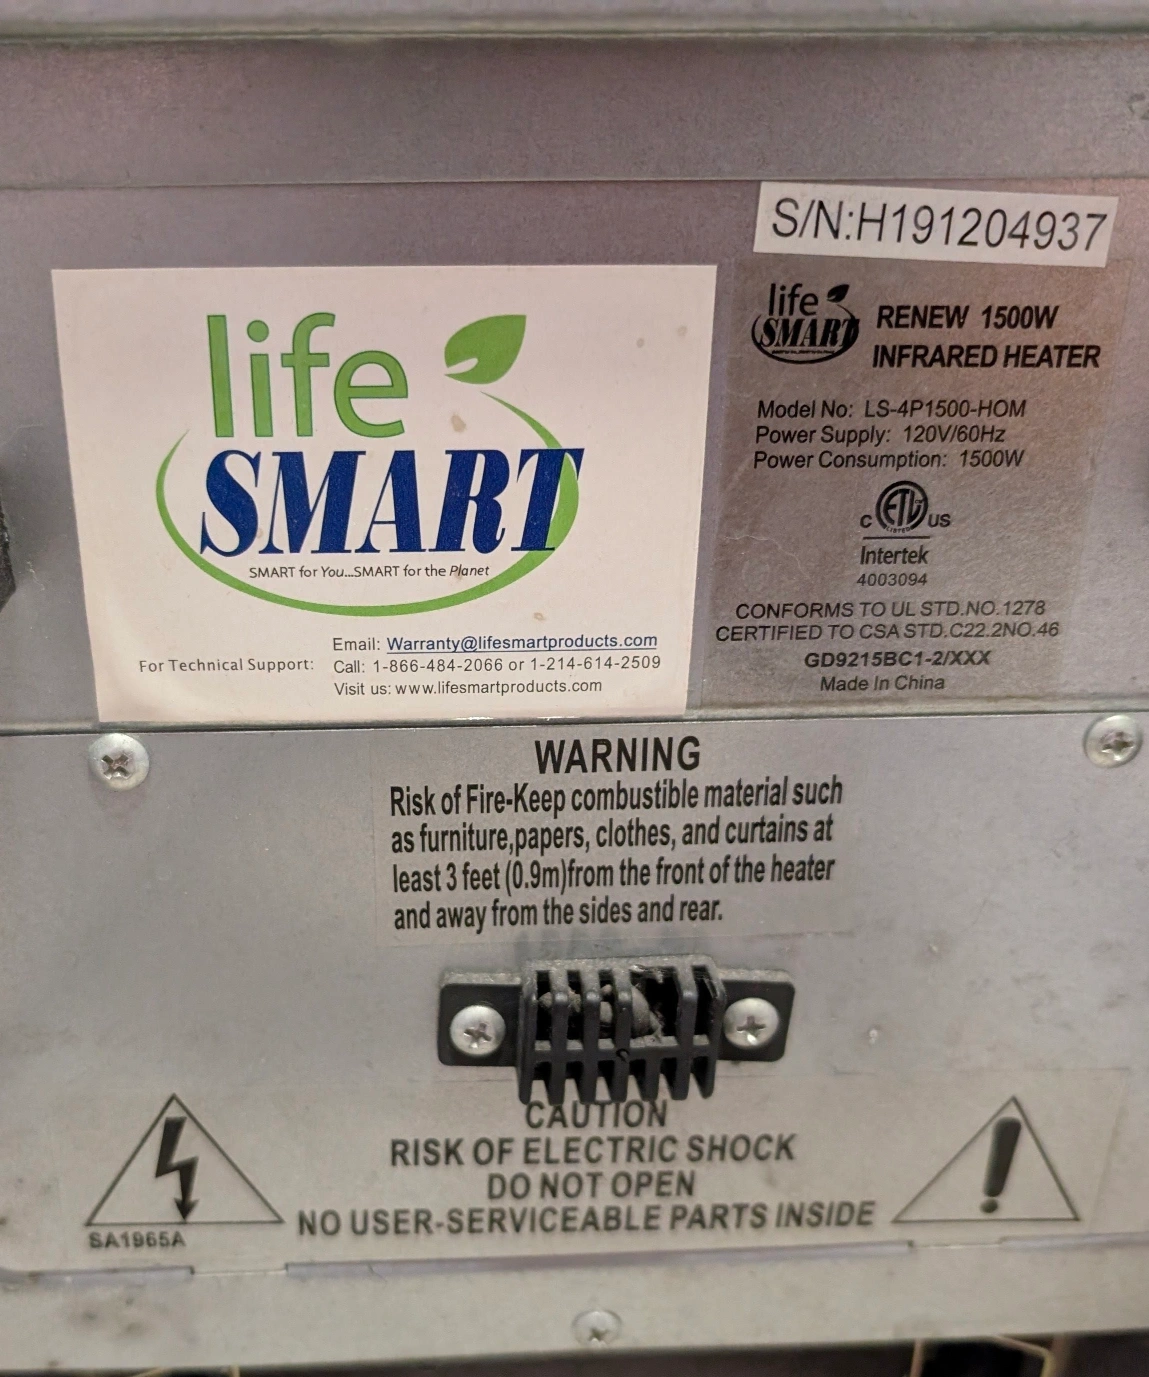 S/N:H191204937
life
SMART
SMART for You...SMART for the Planet
Email: Warranty@lifesmartproducts.com
For Technical Support: Call: 1-866-484-2066 or 1-214-614-2509
Visit us: www.lifesmartproducts.com
life
SMART
RENEW 1500W
INFRARED HEATER
Model No: LS-4P1500-HOM
Power Supply: 120V/60Hz
Power Consumption: 1500W
c ETL us
LISTED
Intertek
4003094
CONFORMS TO UL STD.NO.1278
CERTIFIED TO CSA STD.C22.2NO.46
GD9215BC1-2/XXX
Made In China
WARNING
Risk of Fire-Keep combustible material such
as furniture,papers, clothes, and curtains at
least 3 feet (0.9m)from the front of the heater
and away from the sides and rear.
CAUTION
RISK OF ELECTRIC SHOCK
DO NOT OPEN
NO USER-SERVICEABLE PARTS INSIDE
SA1965A